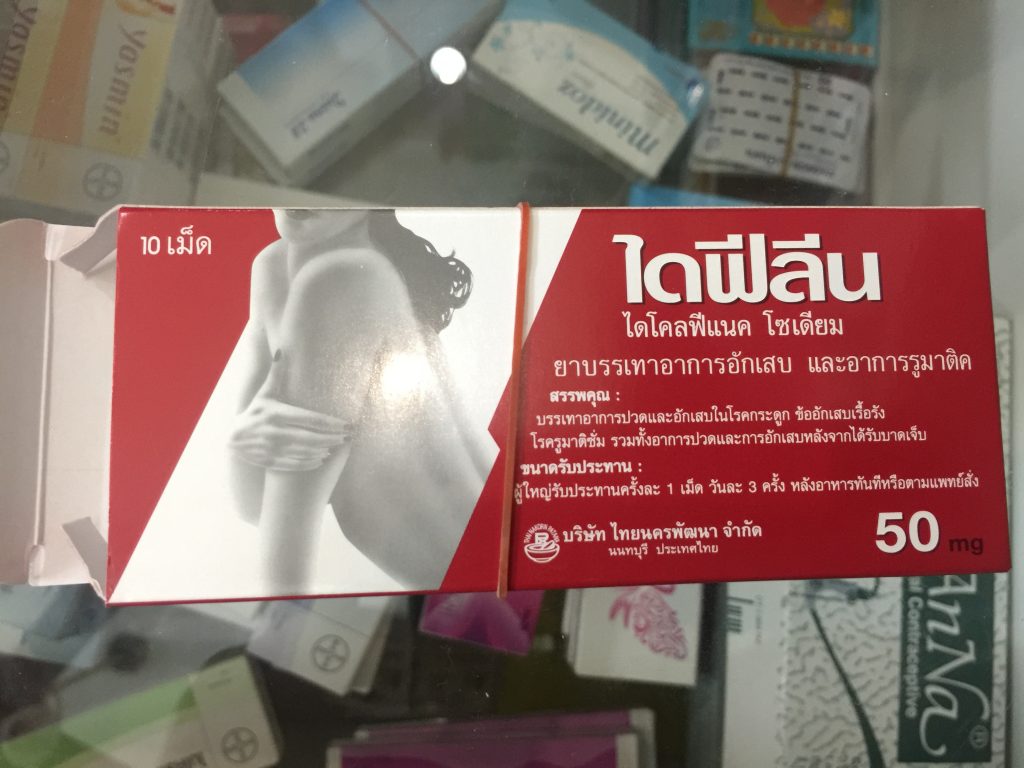 yasmin
minidoz
10 เม็ด
ไดฟีลีน
ไดโคลฟีแนค โซเดียม
ยาบรรเทาอาการอักเสบ และอาการรูมาติค
สรรพคุณ :
บรรเทาอาการปวดและอักเสบในโรคกระดูก ข้ออักเสบเรื้อรัง
โรครูมาติซั่ม รวมทั้งอาการปวดและการอักเสบหลังจากได้รับบาดเจ็บ
ขนาดรับประทาน :
ผู้ใหญ่รับประทานครั้งละ 1 เม็ด วันละ 3 ครั้ง หลังอาหารทันทีหรือตามแพทย์สั่ง
บริษัท ไทยนครพัฒนา จำกัด
นนทบุรี ประเทศไทย
50 mg
nNa
Contraceptive